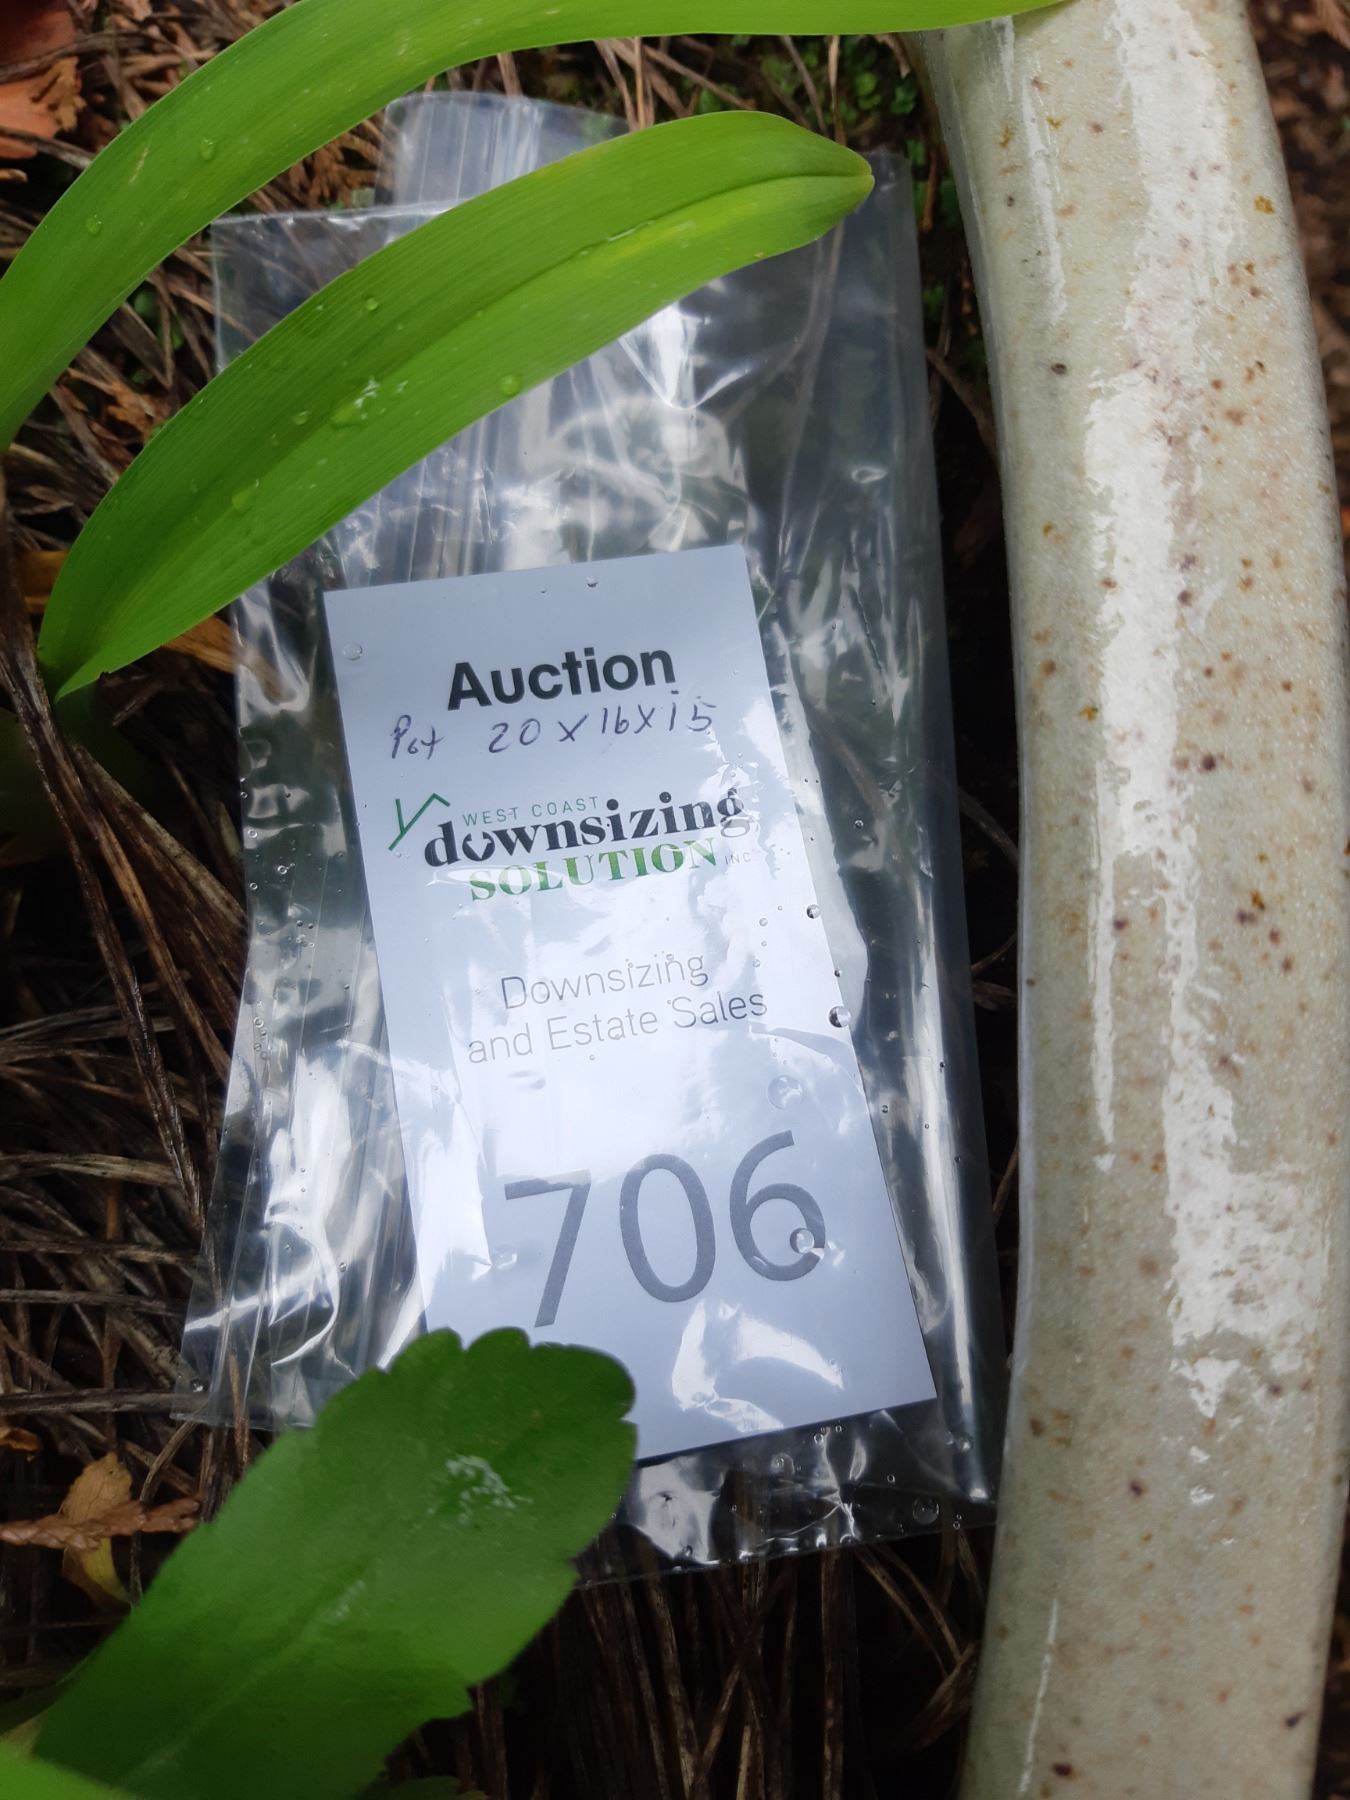 Auction
Pot 20 x 16 x 15
WEST COAST
downsizing
SOLUTION INC
Downsizing
and Estate Sales
706